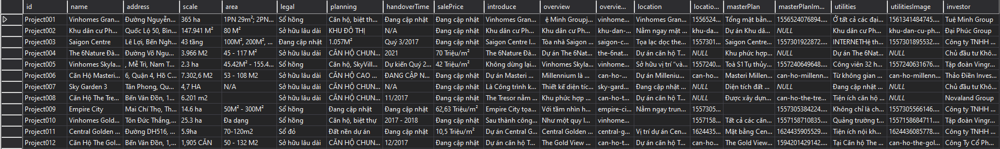 id name address scale area legal planning handoverTime salePrice introduce overview overvie... location locatio... masterPlan masterPlanIm... utilities utilitiesImage investor
Project001 Vinhomes Gran... Đường Nguyễn... 365 ha 1PN 29m²; 2PN... Sổ hồng Căn hộ, biệt th... Đang cập nhật Đang cập nhật Vinhomes Gran... ệ Minh Groupj... vinhome... Vinhomes Gran... 1556524... Tổng mặt bằn... 1556524076894.... Ở tất cả các đại... 1561341484745.... Tuệ Minh Group
Project002 Khu dân cư Ph... Quốc Lộ 50, Bìn... 147.941 M² 80 M² Sở hữu lâu dài KHU ĐÔ THỊ N/A Đang cập nhật Khu dân cư Ph... Khu dân cư Ph... khu-dan-... Nằm ngay mặt ... khu-da... Dự án Khu dâ... NULL Khu dân cư Ph... khu-dan-cu-ph... Đại Phúc Group
Project003 Saigon Centre Lê Lợi, Bến Ngh... 43 tầng 100M², 200M², ... Đang cập nhật 1.057M² Quý 3/2017 Đang cập nhật Saigon Centre l... Tòa nhà Saigon ... saigon-c... Tọa lạc dọc the... 1557301... Saigon Centre... 1557301922872.... INTERNETHệ th... 1557301895532.... Công ty TNHH ...
Project004 The 6Nature Đà... Đường Võ Ngu... 3.966 M2 45 - 117 M² Sở hữu lâu dài CĂN HỘ CHUN... 2021 70 Triệu/m² The 6Nature Đà... Dự án 6Nat... the-6nat... Dự án căn hộ T... NULL Khu phức hợp ... NULL Dự án The 6Nat... NULL Chủ đầu tư Khô...
Project005 Vinhomes Skyla... , Mễ Trì, Nam T... 2.3 ha 45.42M² - 155.4... Sổ hồng Căn hộ, SkyVill... Dự kiến Quý 2... 42 Triệu/m² Không dừng lại... Vinhomes Skyla... vinhome... Sở hữu vị trí “và... 1557240... Toà S1Tụ thủy... 1557240649648.... Công viên 32 h... 1557240631676.... Tập đoàn Vingr...
Project006 Căn Hộ Masteri ... 6, Quận 4, Hồ C... 7.302,6 M2 53 - 108 M2 Sở hữu lâu dài CĂN HỘ CAO ... ĐANG CẬP N... Đang cập nhật Dự án Masteri ... Millennium là ... can-ho-... Dự án Milleniu... can-ho... Masteri Millen... can-ho-millenn... Từ không gian ... can-ho-millenn... Thảo Điền Inves...
Project007 Sky Garden 3 Tân Phong, Qu... 4,7 HA N/A Sở hữu lâu dài CĂN HỘ CHUN... N/A Đang cập nhật Là Công trình k... Thiết kế diện tíc... sky-gard... Đang cập nhật ... NULL Diện tích đất ... NULL Đang cập nhật ... NULL Chủ đầu tư Khô...
Project008 Căn Hộ The Tre... Bến Vân Đồn, 1... 6.201 m2 Sở hữu lâu dài CĂN HỘ CHUN... 11/2017 Đang cập nhật The Tresor nằm... Khu phức hợp ... can-ho-t... Dự án căn hộ T... NULL Được xây dựn... can-ho-the-tre... Tiện ích căn hộ ... NULL Novaland Group
Project009 Empire City Mai Chí Thọ, Th... 14.6 ha 50M² - 300M² Sổ hồng Đang cập nhật Đang cập nhật 62,63 Triệu/m² Empire City tọa... Với tầm nhìn h... empire-ci... Nằm ngay trun... 1557305... 1557305384224.... Không chỉ là ch... 1557305566146.... Công ty TNHH ...
Project010 Vinhomes Gold... Tôn Đức Thắng,... 25.3 ha Đa dạng Sổ hồng Căn hộ, biệt thự 2017 - 2018 Đang cập nhật Sau thành công... Như một quy l... vinhome... 1557158... Tất cả các căn... 1557158710835.... Quảng trường t... 1557158684711.... Tập đoàn Vingr...
Project011 Central Golden ... Đường DH516, ... 5.9ha 70-120m2 Sổ đỏ Đất nền dự án Đang cập nhật 10,5 Triệu/m² Dự án Central G... Central Golden ... central-g... Vị trí dự án Cen... 1624435... Mặt bằng Cen... 1624435905529.... Tiện ích nội kh... 1624436085778.... Công ty TNHH ...
Project012 Căn Hộ The Gol... Bến Vân Đồn, 1... 1,905 CĂN 50 - 132 M2 Sở hữu lâu dài CĂN HỘ CHUN... 12/2017 Đang cập nhật Dự án căn hộ T... The Gold View ... can-ho-t... Dự án căn hộ T... can-ho... The Gold View ... 1594201429142.... Tại Căn hộ The ... can-ho-the-gol... Công Ty Cổ Ph...